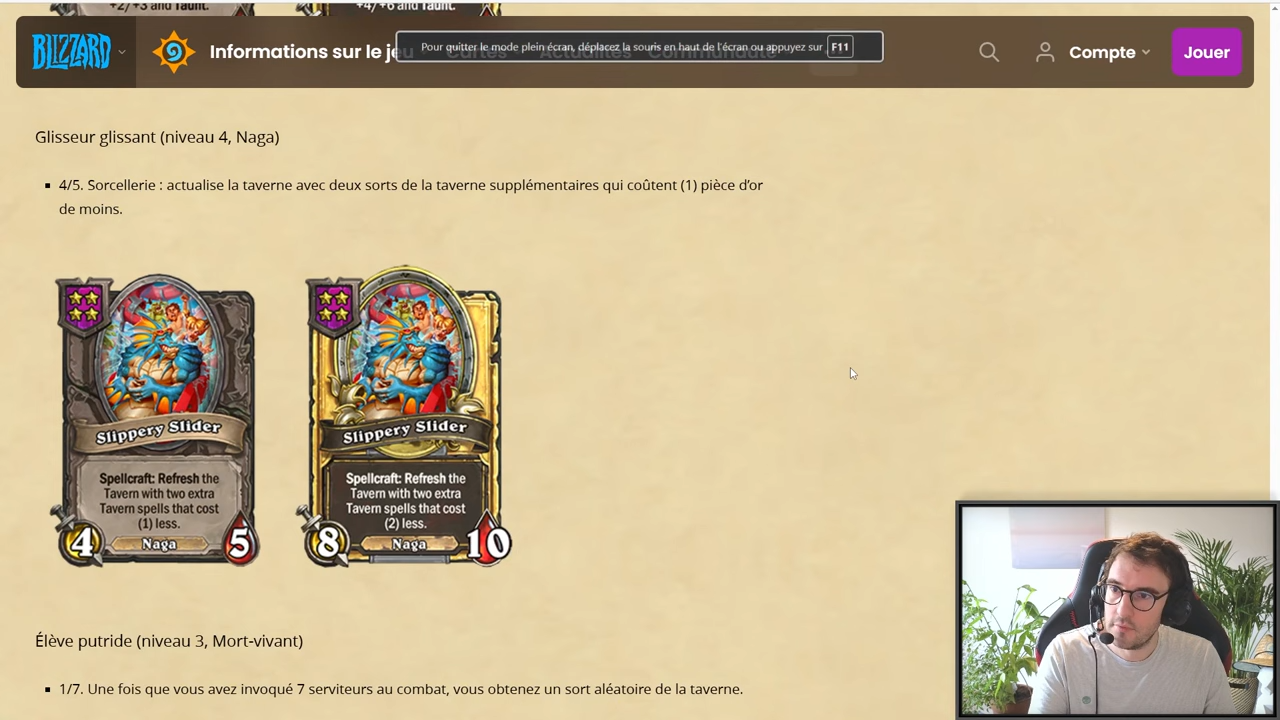 +2/+3 and Taunt.
+4/+6 and Taunt.
BLIZZARD
Informations sur le jeu
Cartes
Actualités
Communauté
Pour quitter le mode plein écran, déplacez la souris en haut de l'écran ou appuyez sur F11
Compte
Jouer
Glisseur glissant (niveau 4, Naga)
▪ 4/5. Sorcellerie : actualise la taverne avec deux sorts de la taverne supplémentaires qui coûtent (1) pièce d'or
de moins.
Slippery Slider
Spellcraft: Refresh the
Tavern with two extra
Tavern spells that cost
(1) less.
4
Naga
5
Slippery Slider
Spellcraft: Refresh the
Tavern with two extra
Tavern spells that cost
(2) less.
8
Naga
10
Élève putride (niveau 3, Mort-vivant)
▪ 1/7. Une fois que vous avez invoqué 7 serviteurs au combat, vous obtenez un sort aléatoire de la taverne.